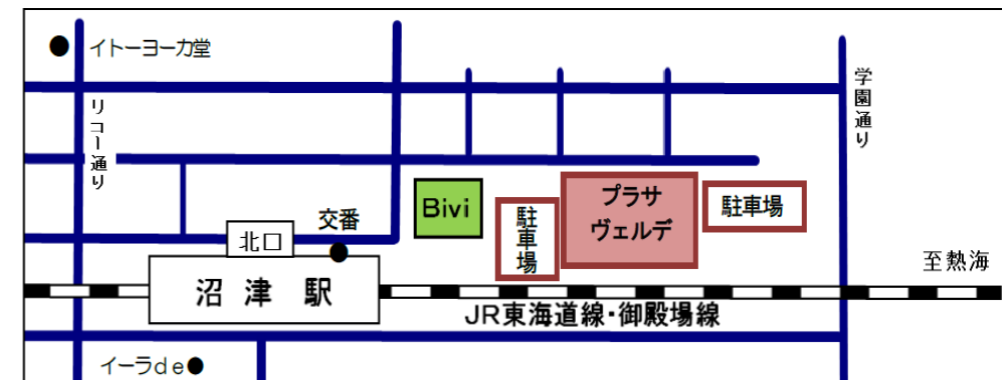 イトーヨーカ堂
リコー通り
学園通り
Bivi
駐車場
プラサ
ヴェルデ
駐車場
交番
北口
沼津駅
至熱海
JR東海道線・御殿場線
イーラde